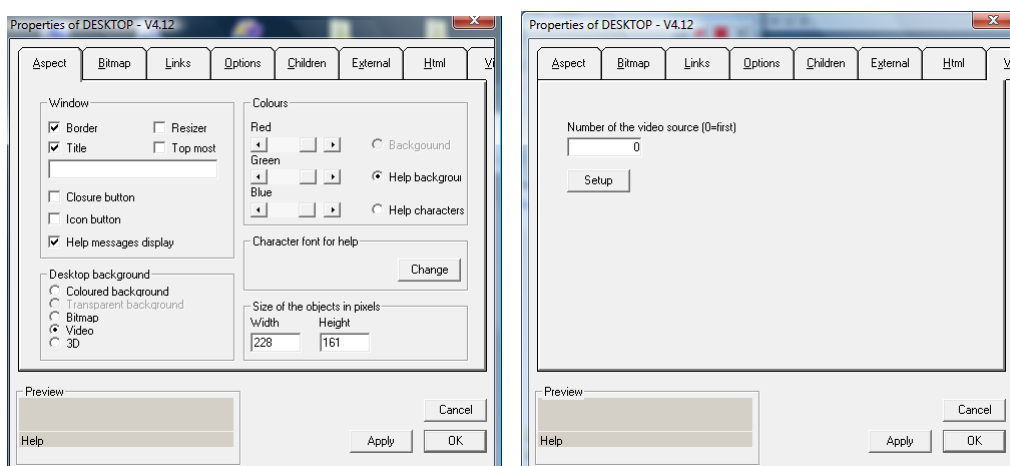 Properties of DESKTOP - V4.12
Aspect Bitmap Links Options Children External Html Vi
Window
Border Resizer
Title Top most
Closure button
Icon button
Help messages display
Desktop background
Coloured background
Transparent background
Bitmap
Video
3D
Colours
Red
Backgouund
Green
Help backgrour
Blue
Help characters
Character font for help
Change
Size of the objects in pixels
Width Height
228 161
Preview
Help
Cancel
Apply OK
Properties of DESKTOP - V4.12
Aspect Bitmap Links Options Children External Html V
Number of the video source (0=first)
0
Setup
Preview
Help
Cancel
Apply OK